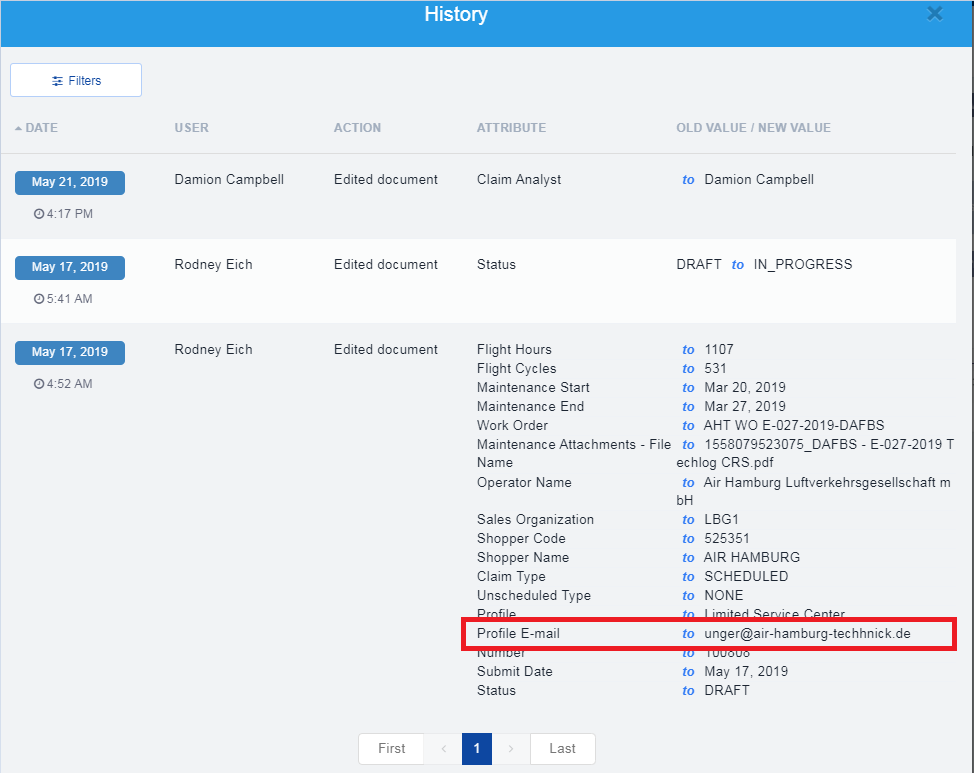 History
Filters
DATE USER ACTION ATTRIBUTE OLD VALUE / NEW VALUE
May 21, 2019 Damion Campbell Edited document Claim Analyst to Damion Campbell
4:17 PM
May 17, 2019 Rodney Eich Edited document Status DRAFT to IN_PROGRESS
5:41 AM
May 17, 2019 Rodney Eich Edited document Flight Hours to 1107
Flight Cycles to 531
4:52 AM Maintenance Start to Mar 20, 2019
Maintenance End to Mar 27, 2019
Work Order to AHT WO E-027-2019-DAFBS
Maintenance Attachments - File to 1558079523075_DAFBS - E-027-2019 T
Name echlog CRS.pdf
Operator Name to Air Hamburg Luftverkehrsgesellschaft m
bH
Sales Organization to LBG1
Shopper Code to 525351
Shopper Name to AIR HAMBURG
Claim Type to SCHEDULED
Unscheduled Type to NONE
Profile to Limited Service Center
Profile E-mail to unger@air-hamburg-techhnick.de
Number to 100808
Submit Date to May 17, 2019
Status to DRAFT
First ‹ 1 › Last